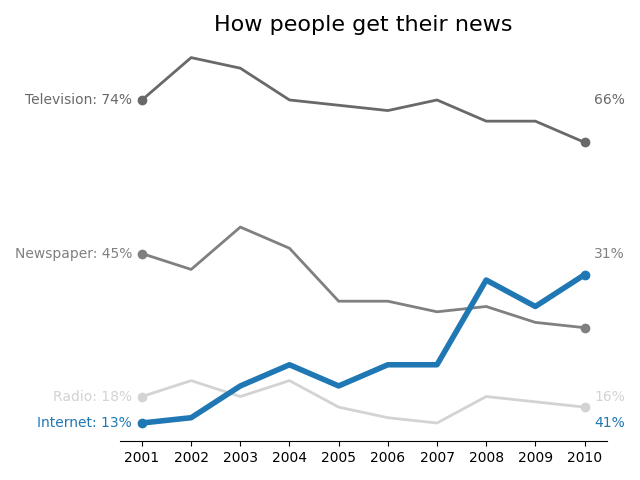 How people get their news
Television: 74%
66%
Newspaper: 45%
31%
Radio: 18%
16%
Internet: 13%
41%
2001 2002 2003 2004 2005 2006 2007 2008 2009 2010